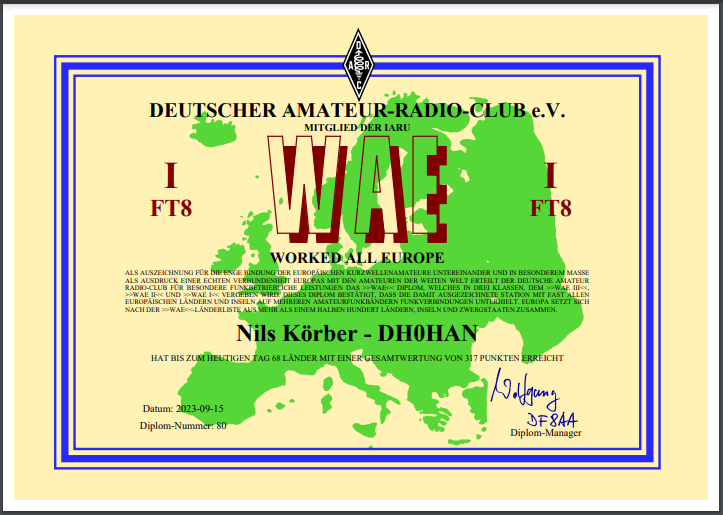 D
A R
C
DEUTSCHER AMATEUR-RADIO-CLUB e.V.
MITGLIED DER IARU
WAE
I
FT8
I
FT8
WORKED ALL EUROPE
ALS AUSZEICHNUNG FÜR DIE ENGE BINDUNG DER EUROPÄISCHEN KURZWELLENAMATEURE UNTEREINANDER UND IN BESONDEREM MASSE
ALS AUSDRUCK EINER ECHTEN VERBUNDENHEIT EUROPAS MIT DEN AMATEUREN DER WEITEN WELT ERTEILT DER DEUTSCHE AMATEUR
RADIO-CLUB FÜR BESONDERE FUNKBETRIEBLICHE LEISTUNGEN DAS >>WAE<< DIPLOM, WELCHES IN DREI KLASSEN, DEM >>WAE III<<,
>>WAE II<< UND >>WAE I<< VERGEBEN WIRD. DIESES DIPLOM BESTÄTIGT, DASS DIE DAMIT AUSGEZEICHNETE STATION MIT FAST ALLEN
EUROPÄISCHEN LÄNDERN UND INSELN AUF MEHREREN AMATEURFUNKBÄNDERN FUNKVERBINDUNGEN UNTERHIELT. EUROPA SETZT SICH
NACH DER >>WAE<<-LÄNDERLISTE AUS MEHR ALS EINEM HALBEN HUNDERT LÄNDERN, INSELN UND ZWERGSTAATEN ZUSAMMEN.
Nils Körber - DH0HAN
HAT BIS ZUM HEUTIGEN TAG 68 LÄNDER MIT EINER GESAMTWERTUNG VON 317 PUNKTEN ERREICHT
Wolfgang
DF8AA
Datum: 2023-09-15
Diplom-Nummer: 80
Diplom-Manager